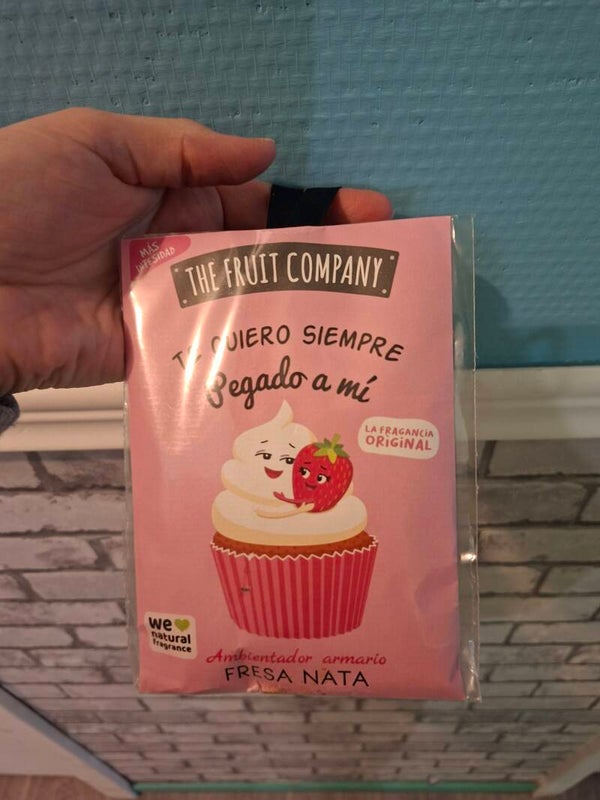 MÁS
INTESIDAD
THE FRUIT COMPANY
TE QUIERO SIEMPRE
Pegado a mí
LA FRAGANCIA
ORIGINAL
we
natural
fragrance
Ambientador armario
FRESA NATA